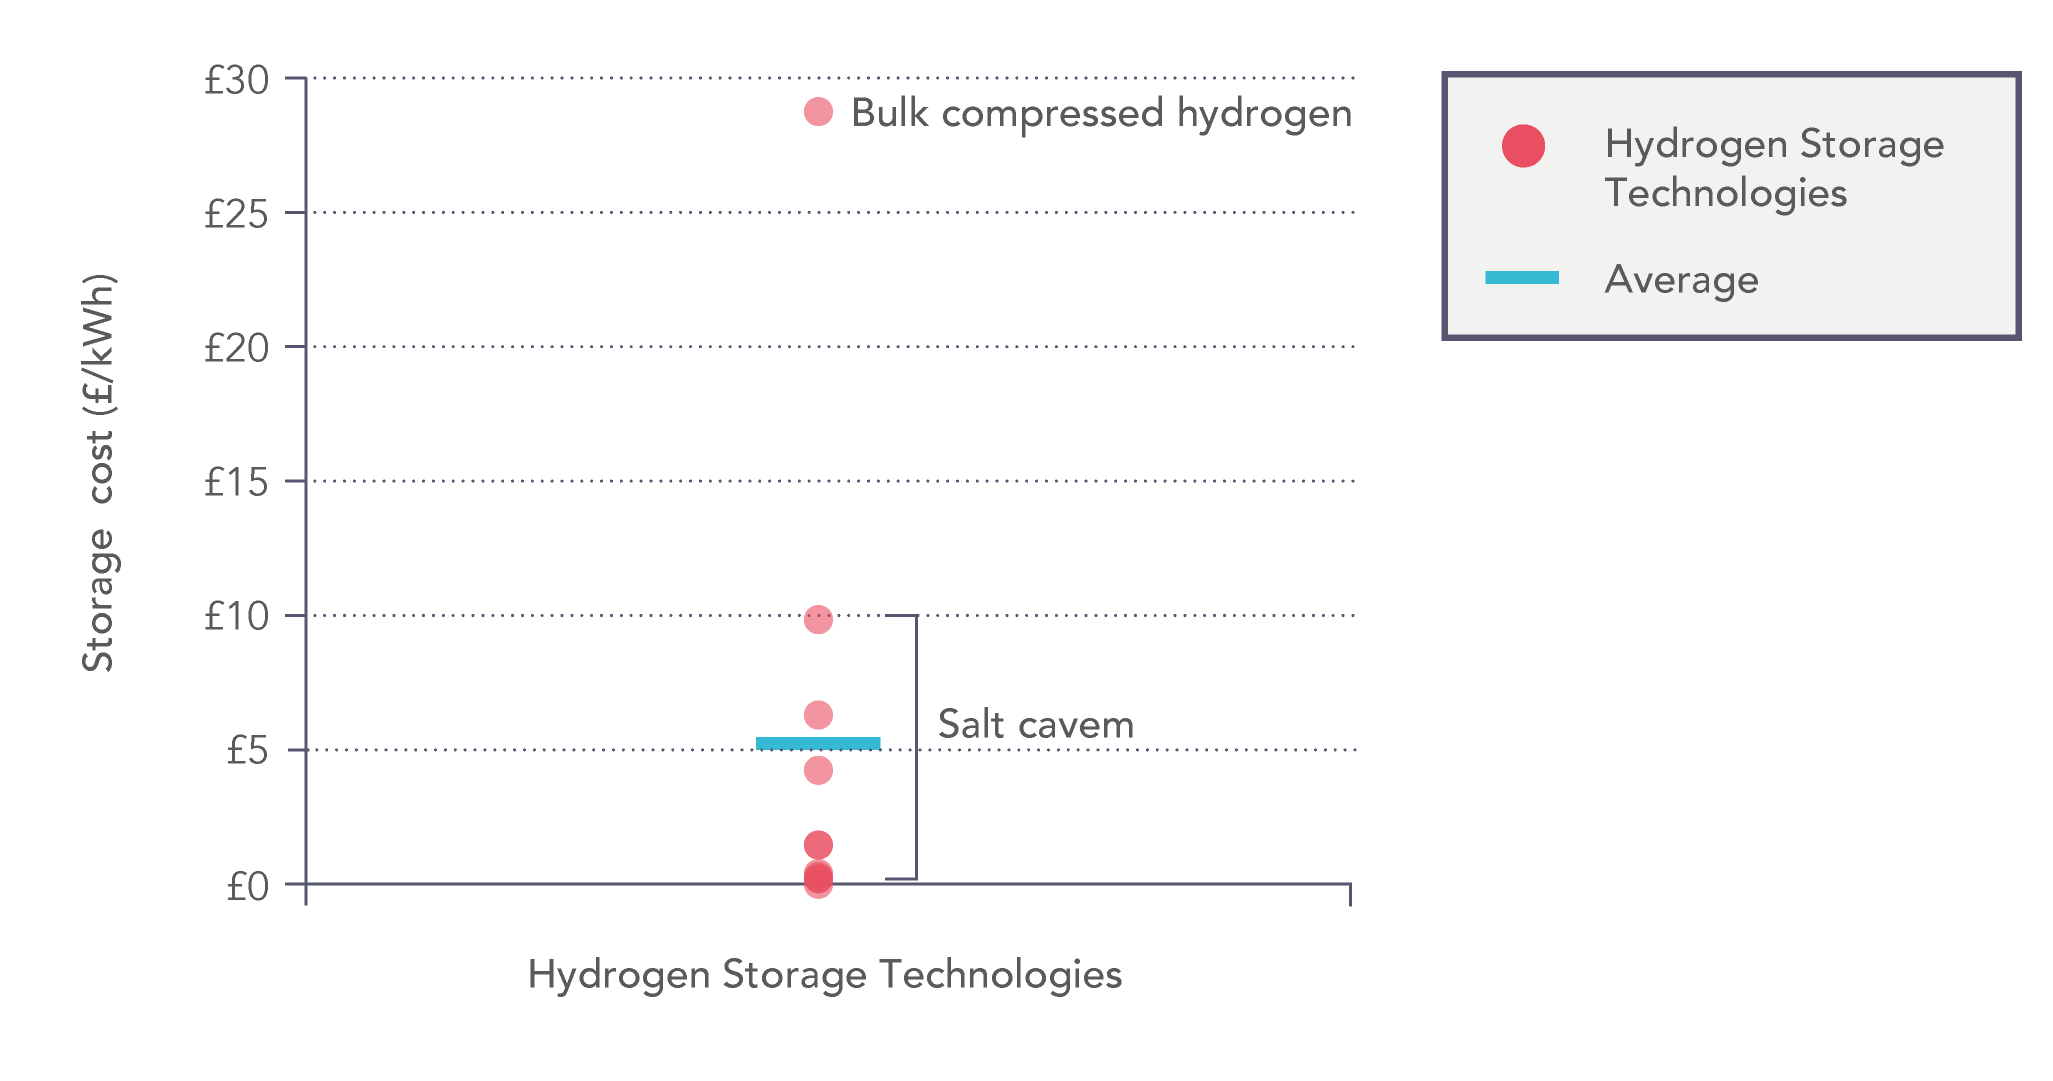 £30
£25
£20
£15
£10
£5
£0
Storage cost (£/kWh)
Bulk compressed hydrogen
Salt cavem
Hydrogen Storage Technologies
Hydrogen Storage
Technologies
Average